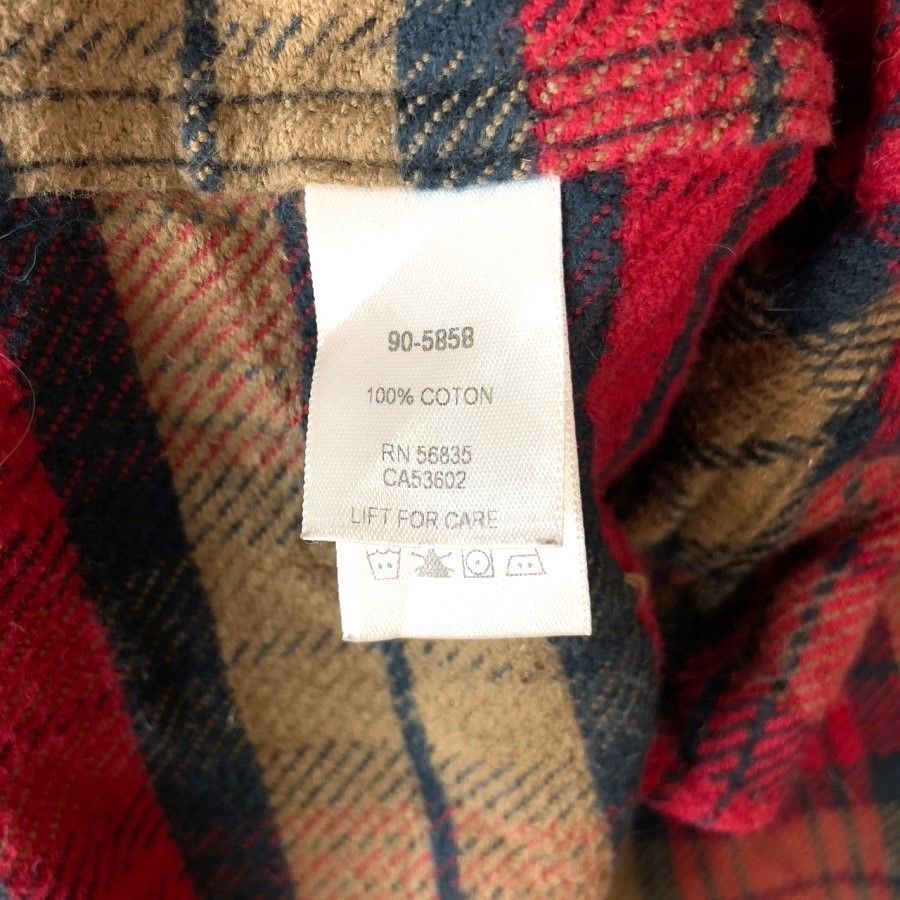 90-5858
100% COTON
RN 56835
CA53602
LIFT FOR CARE